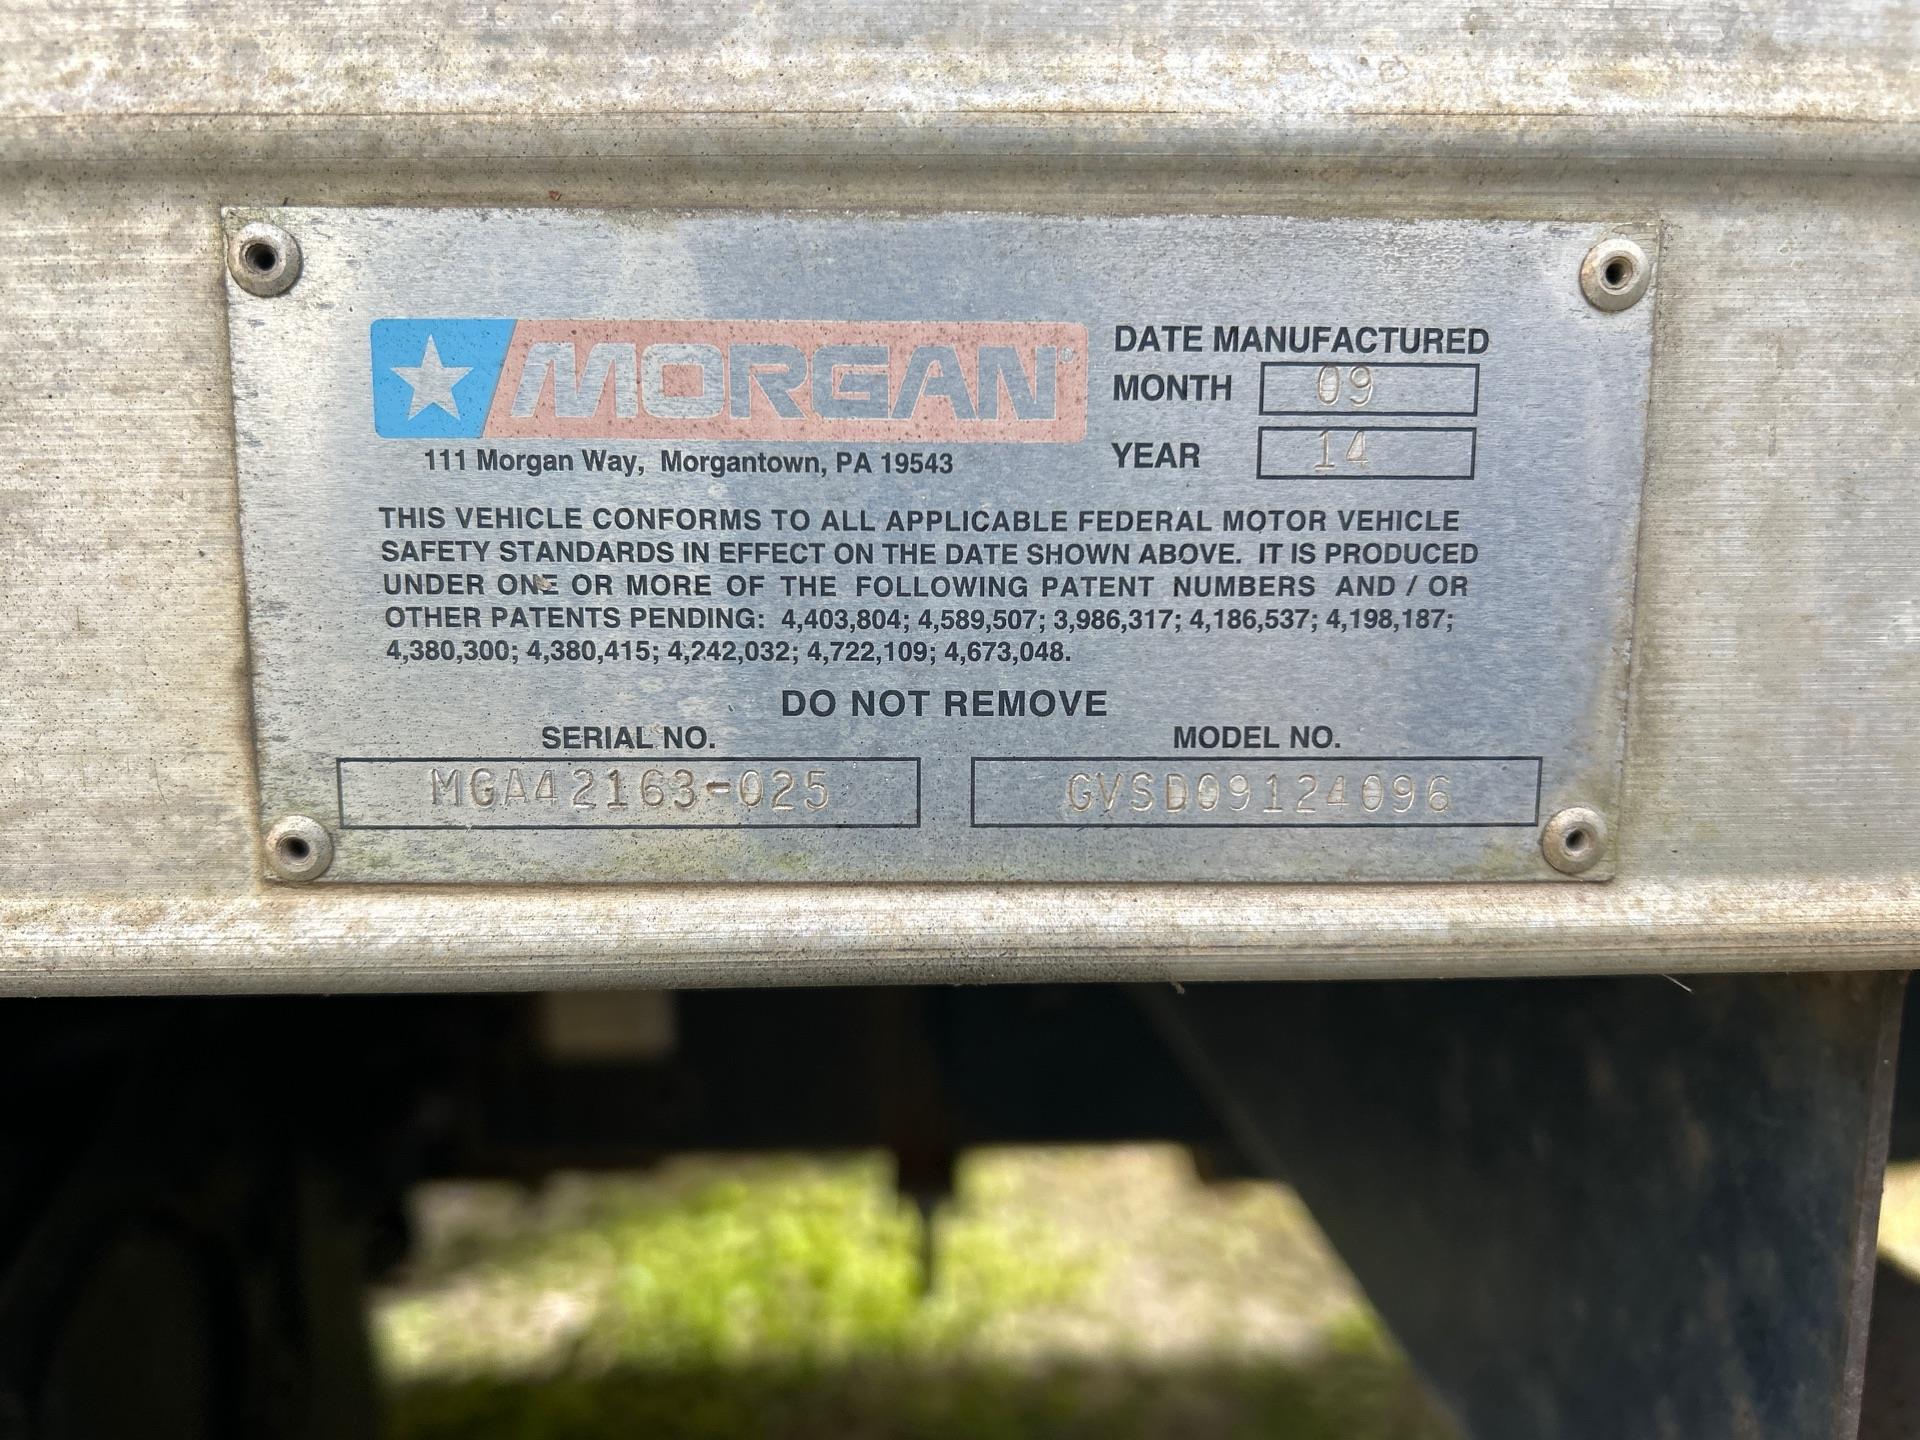 MORGAN®
111 Morgan Way, Morgantown, PA 19543
DATE MANUFACTURED
MONTH 09
YEAR 14
THIS VEHICLE CONFORMS TO ALL APPLICABLE FEDERAL MOTOR VEHICLE
SAFETY STANDARDS IN EFFECT ON THE DATE SHOWN ABOVE. IT IS PRODUCED
UNDER ONE OR MORE OF THE FOLLOWING PATENT NUMBERS AND / OR
OTHER PATENTS PENDING: 4,403,804; 4,589,507; 3,986,317; 4,186,537; 4,198,187;
4,380,300; 4,380,415; 4,242,032; 4,722,109; 4,673,048.
DO NOT REMOVE
SERIAL NO.
MGA42163-025
MODEL NO.
GVSD09124096